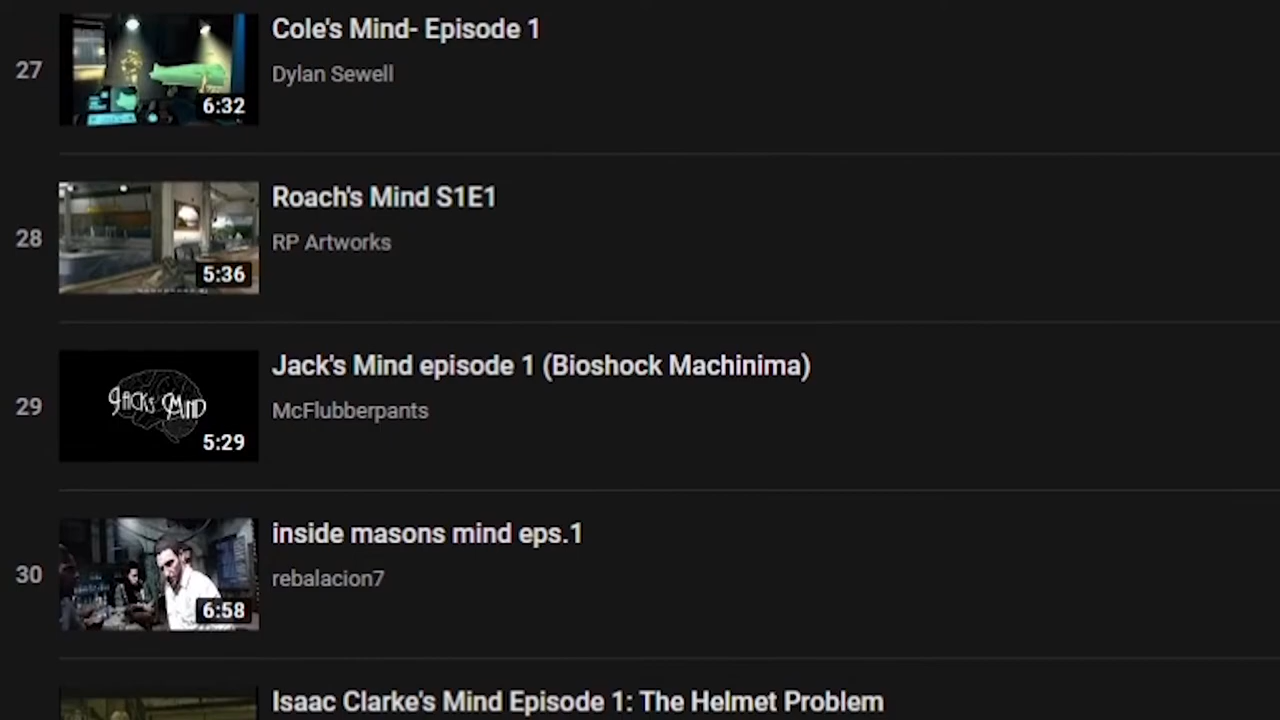 27
Cole's Mind- Episode 1
Dylan Sewell
6:32
28
Roach's Mind S1E1
RP Artworks
5:36
29
JACKS MIND
5:29
Jack's Mind episode 1 (Bioshock Machinima)
McFlubberpants
30
inside masons mind eps.1
rebalacion7
6:58
Isaac Clarke's Mind Episode 1: The Helmet Problem